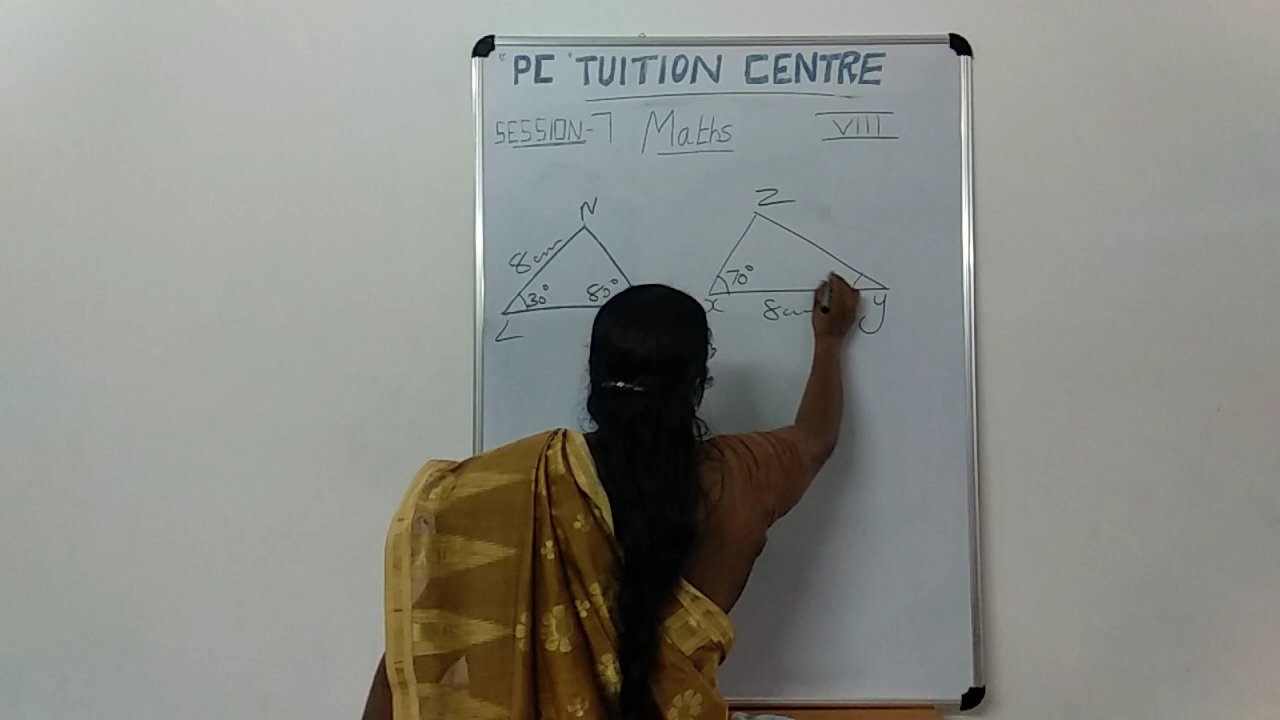 "PC "TUITION CENTRE
SESSION-7 Maths VIII
N Z
8cm 70°
30° 80°
L X 8cm y